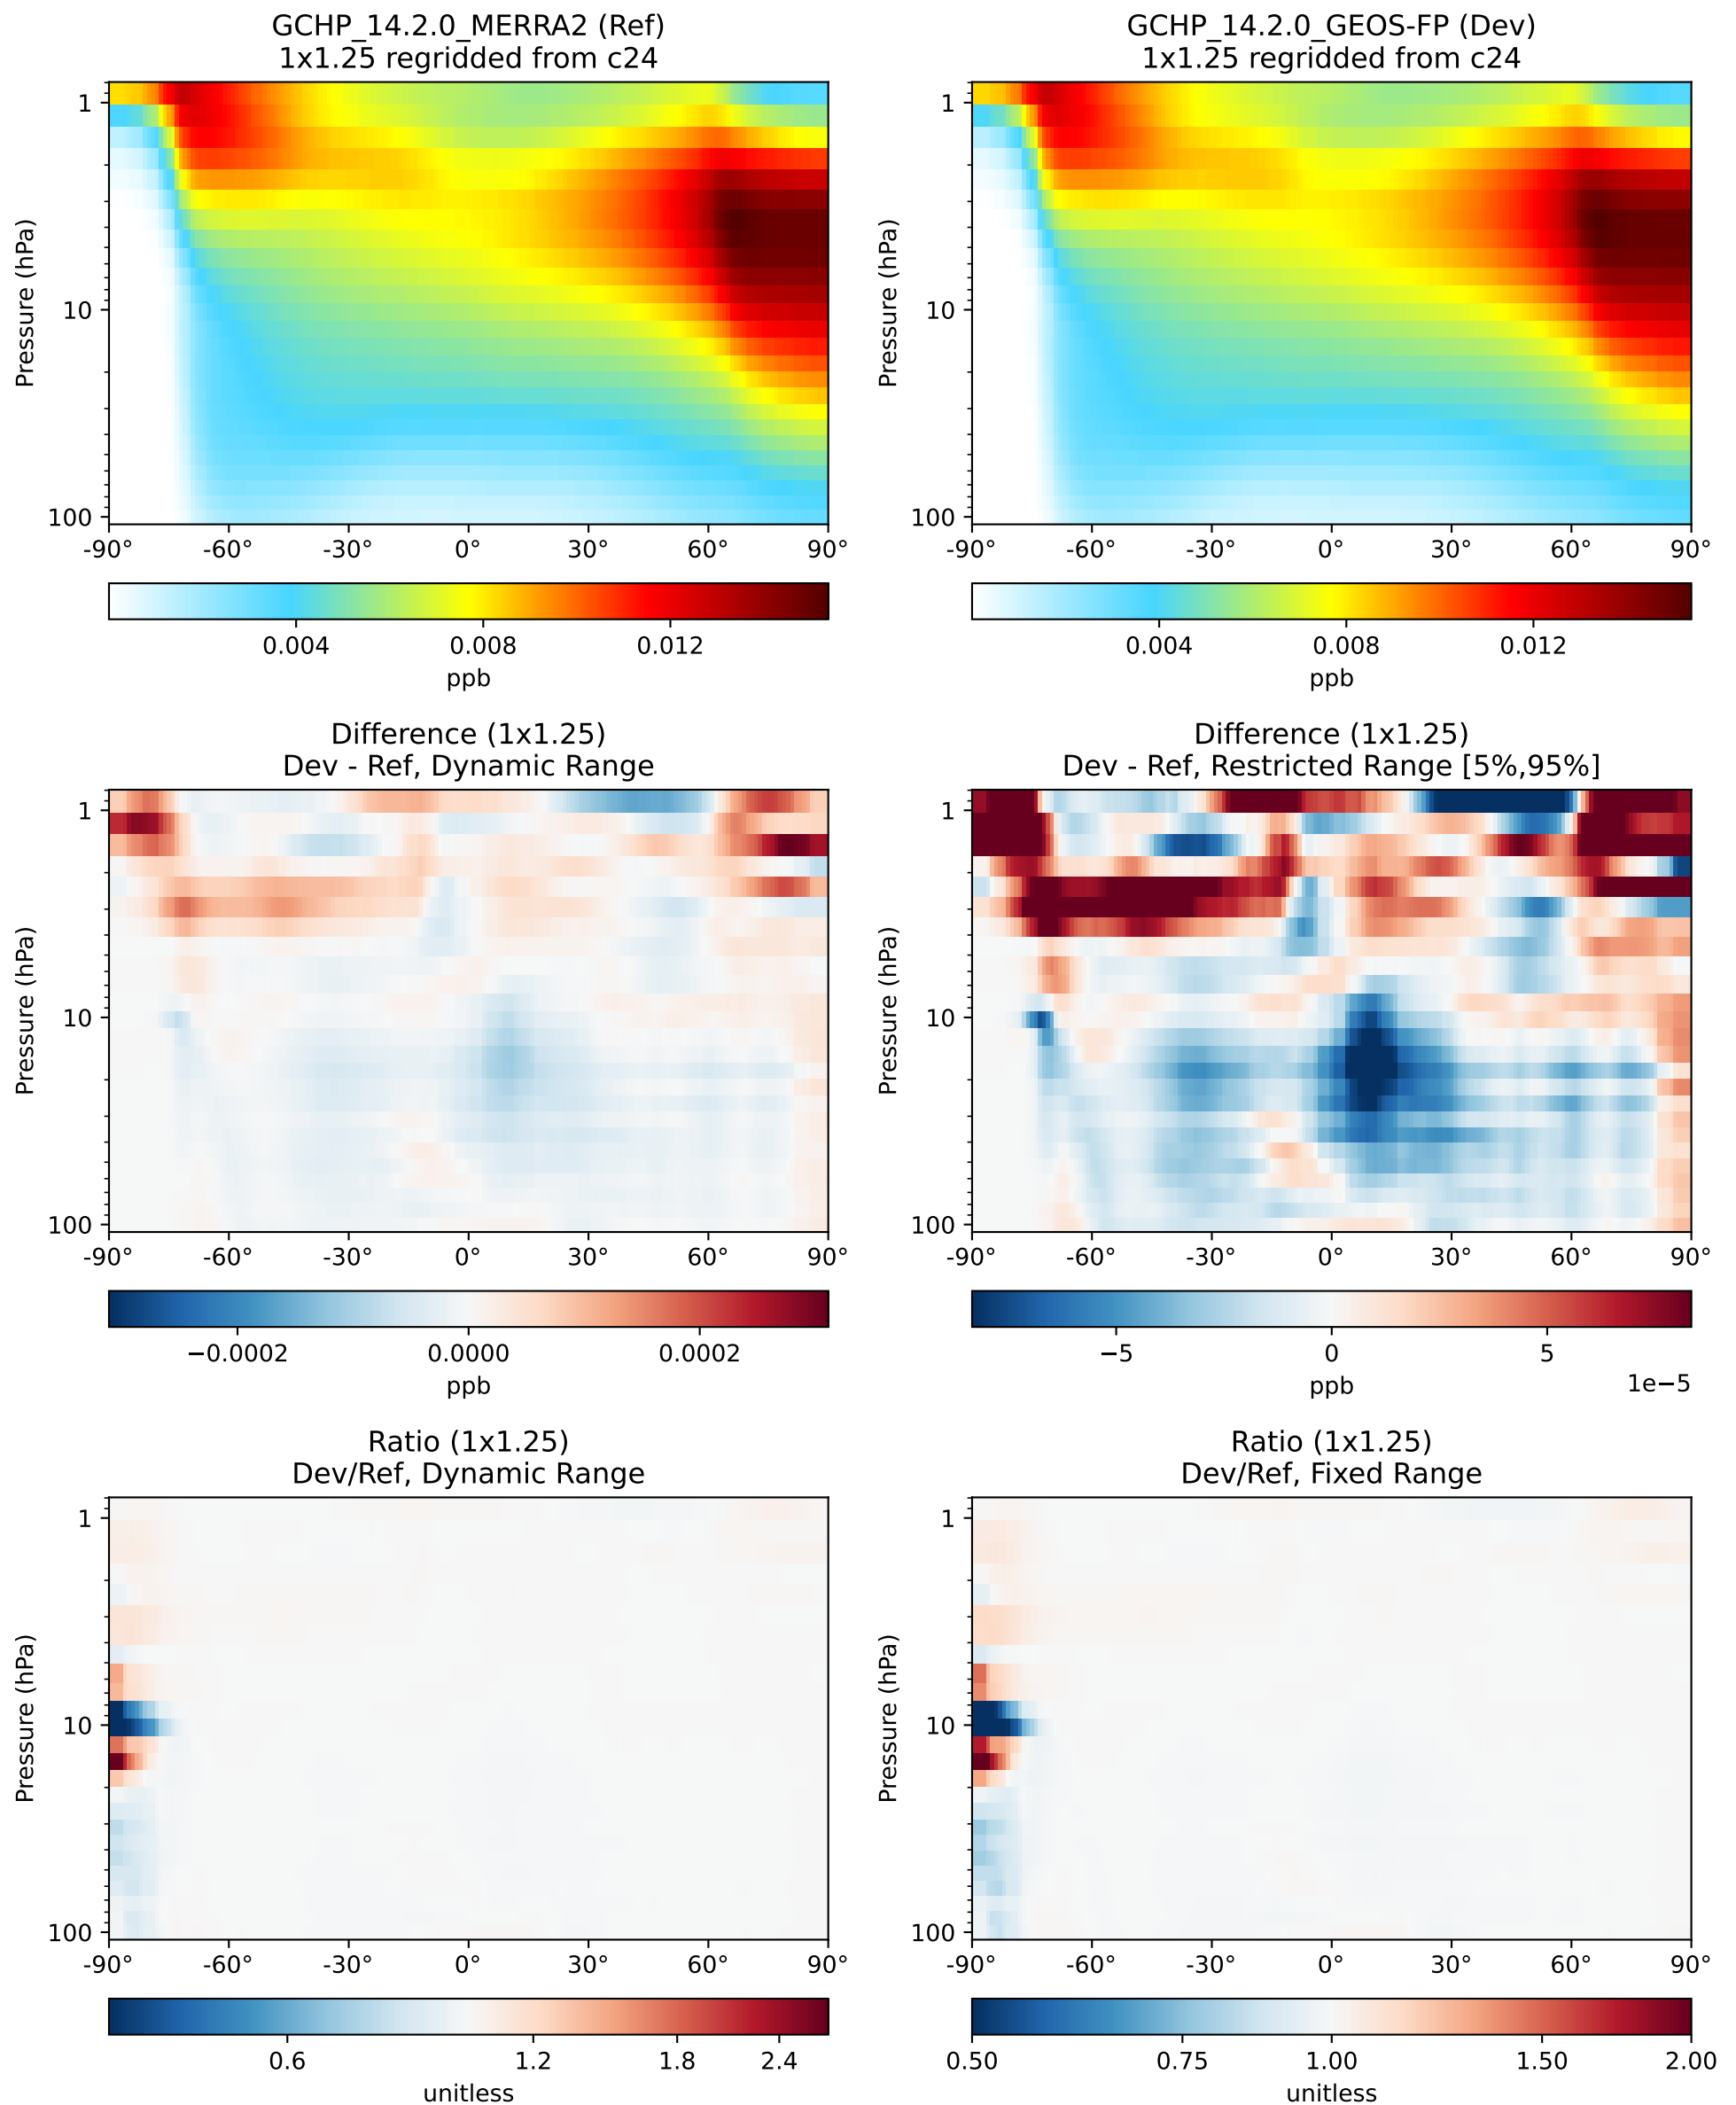 GCHP_14.2.0_MERRA2 (Ref)
1x1.25 regridded from c24
Pressure (hPa)
1
10
100
-90° -60° -30° 0° 30° 60° 90°
0.004 0.008 0.012
ppb
GCHP_14.2.0_GEOS-FP (Dev)
1x1.25 regridded from c24
Pressure (hPa)
1
10
100
-90° -60° -30° 0° 30° 60° 90°
0.004 0.008 0.012
ppb
Difference (1x1.25)
Dev - Ref, Dynamic Range
Pressure (hPa)
1
10
100
-90° -60° -30° 0° 30° 60° 90°
−0.0002 0.0000 0.0002
ppb
Difference (1x1.25)
Dev - Ref, Restricted Range [5%,95%]
Pressure (hPa)
1
10
100
-90° -60° -30° 0° 30° 60° 90°
−5 0 5
ppb
1e−5
Ratio (1x1.25)
Dev/Ref, Dynamic Range
Pressure (hPa)
1
10
100
-90° -60° -30° 0° 30° 60° 90°
0.6 1.2 1.8 2.4
unitless
Ratio (1x1.25)
Dev/Ref, Fixed Range
Pressure (hPa)
1
10
100
-90° -60° -30° 0° 30° 60° 90°
0.50 0.75 1.00 1.50 2.00
unitless